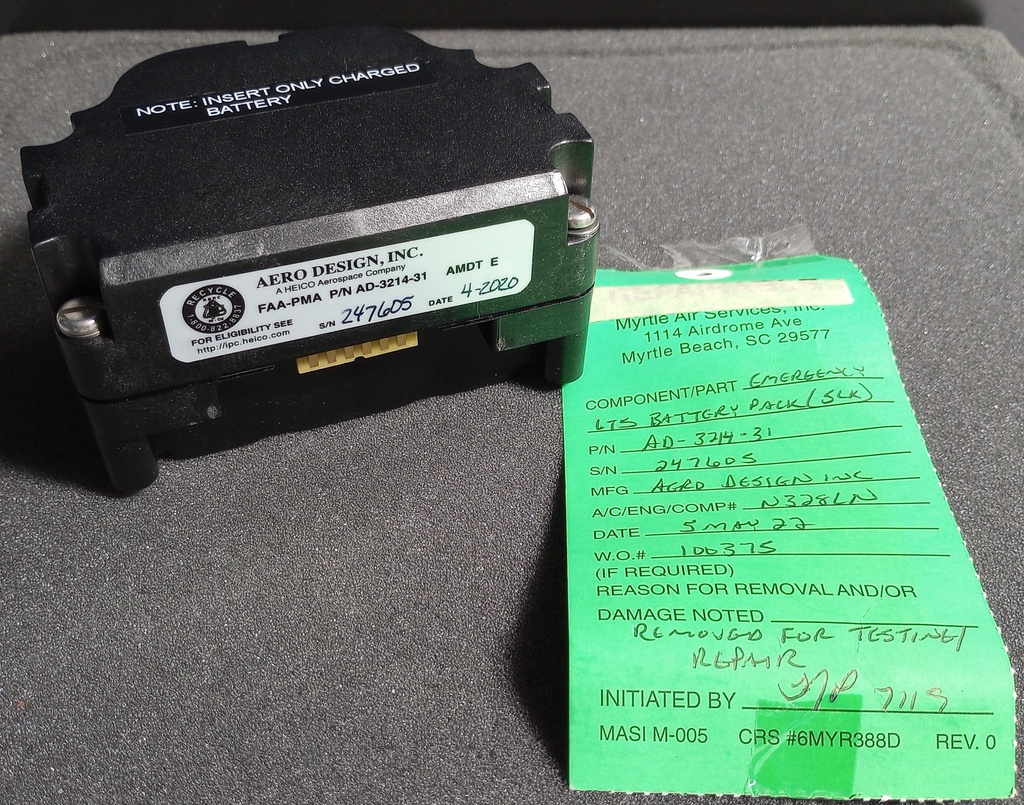 NOTE: INSERT ONLY CHARGED
BATTERY
RECYCLE
1-800-822-8837
AERO DESIGN, INC.
A HEICO Aerospace Company
FAA-PMA P/N AD-3214-31 AMDT E
FOR ELIGIBILITY SEE
http://ipc.heico.com
S/N 247605 DATE 4-2020
Myrtle Air Services, Inc.
1114 Airdrome Ave
Myrtle Beach, SC 29577
COMPONENT/PART EMERGENCY
LTS BATTERY PACK (SLK)
P/N AD-3214-31
S/N 247605
MFG AERO DESIGN INC
A/C/ENG/COMP# N328LN
DATE 5 MAY 22
W.O.# 100375
(IF REQUIRED)
REASON FOR REMOVAL AND/OR
DAMAGE NOTED
REMOVED FOR TESTING/
REPAIR
INITIATED BY
MASI M-005 CRS #6MYR388D REV. 0